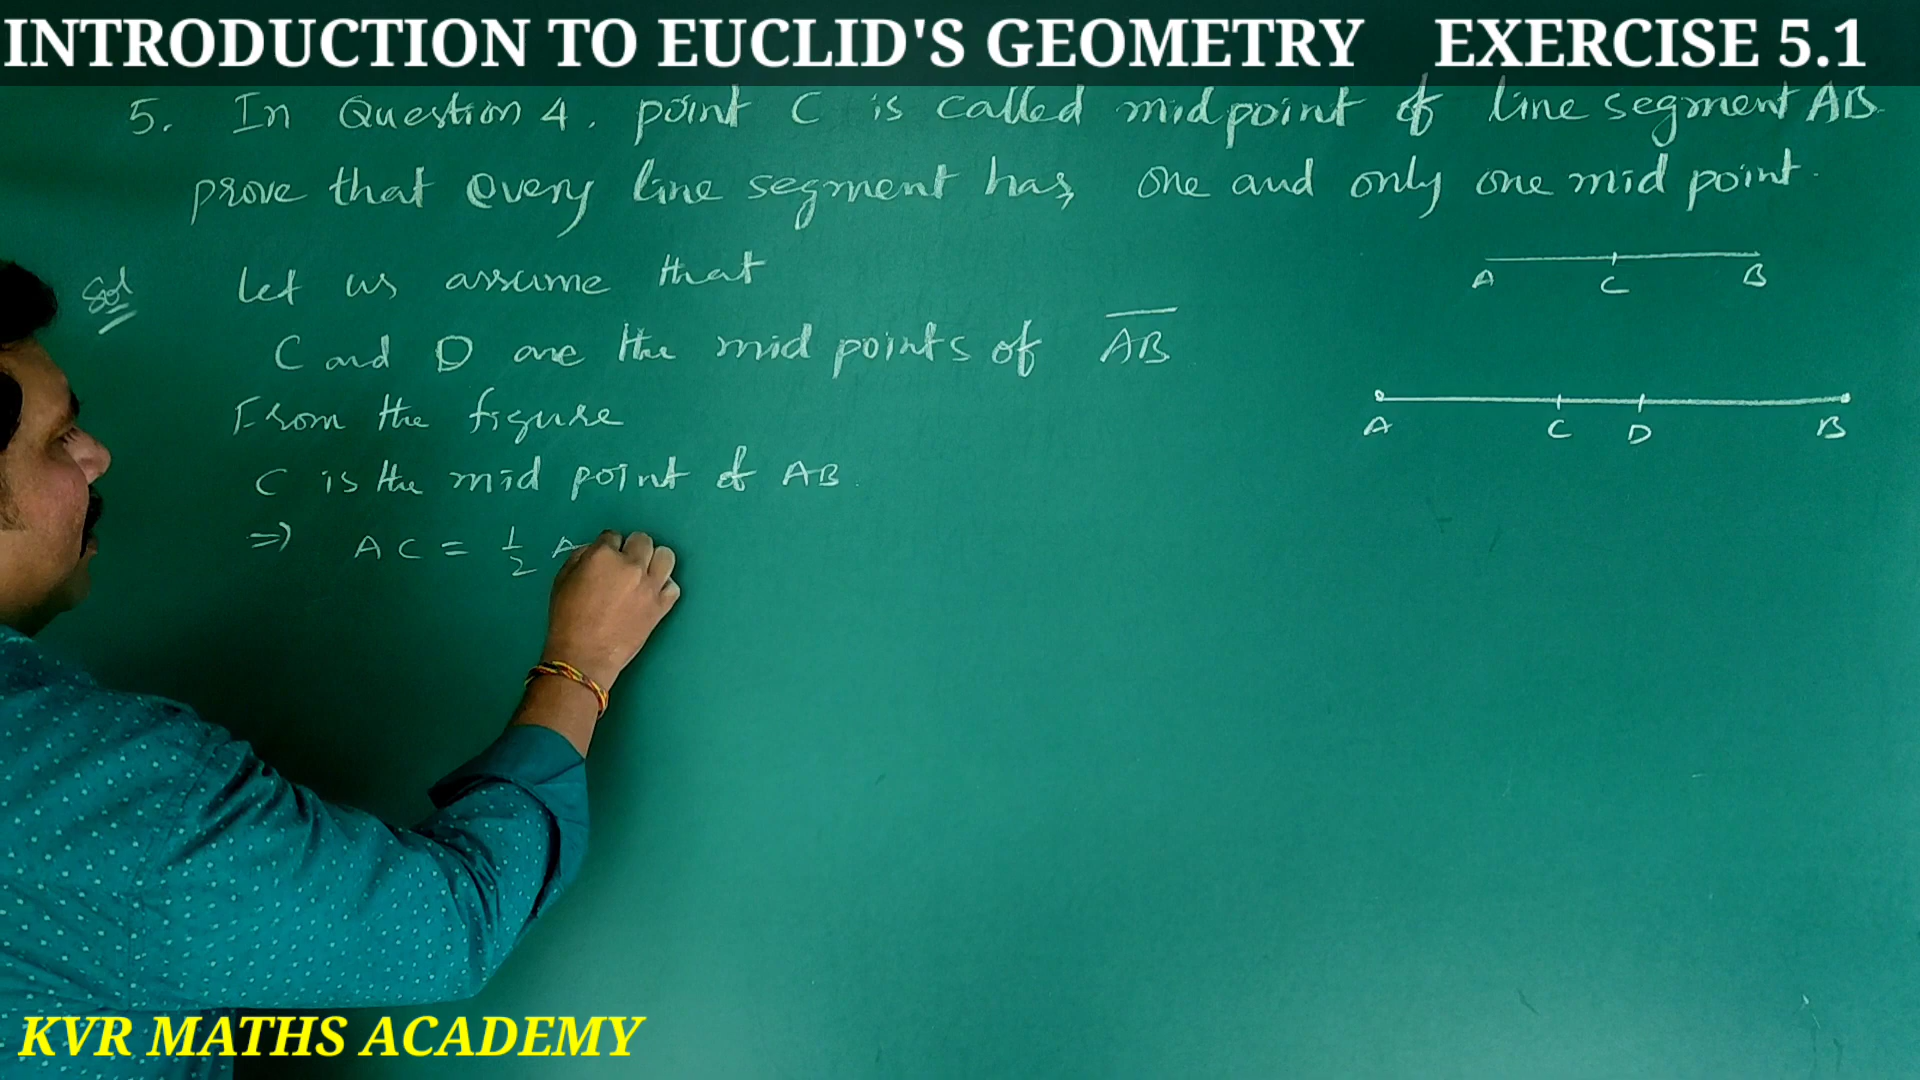 INTRODUCTION TO EUCLID'S GEOMETRY EXERCISE 5.1
5. In Question 4, point C is called midpoint of line segment AB.
prove that every line segment has one and only one mid point.
Sol Let us assume that
A C B
C and D are the mid points of AB
From the figure
A C D B
C is the mid point of AB.
=> AC = 1/2 A
KVR MATHS ACADEMY